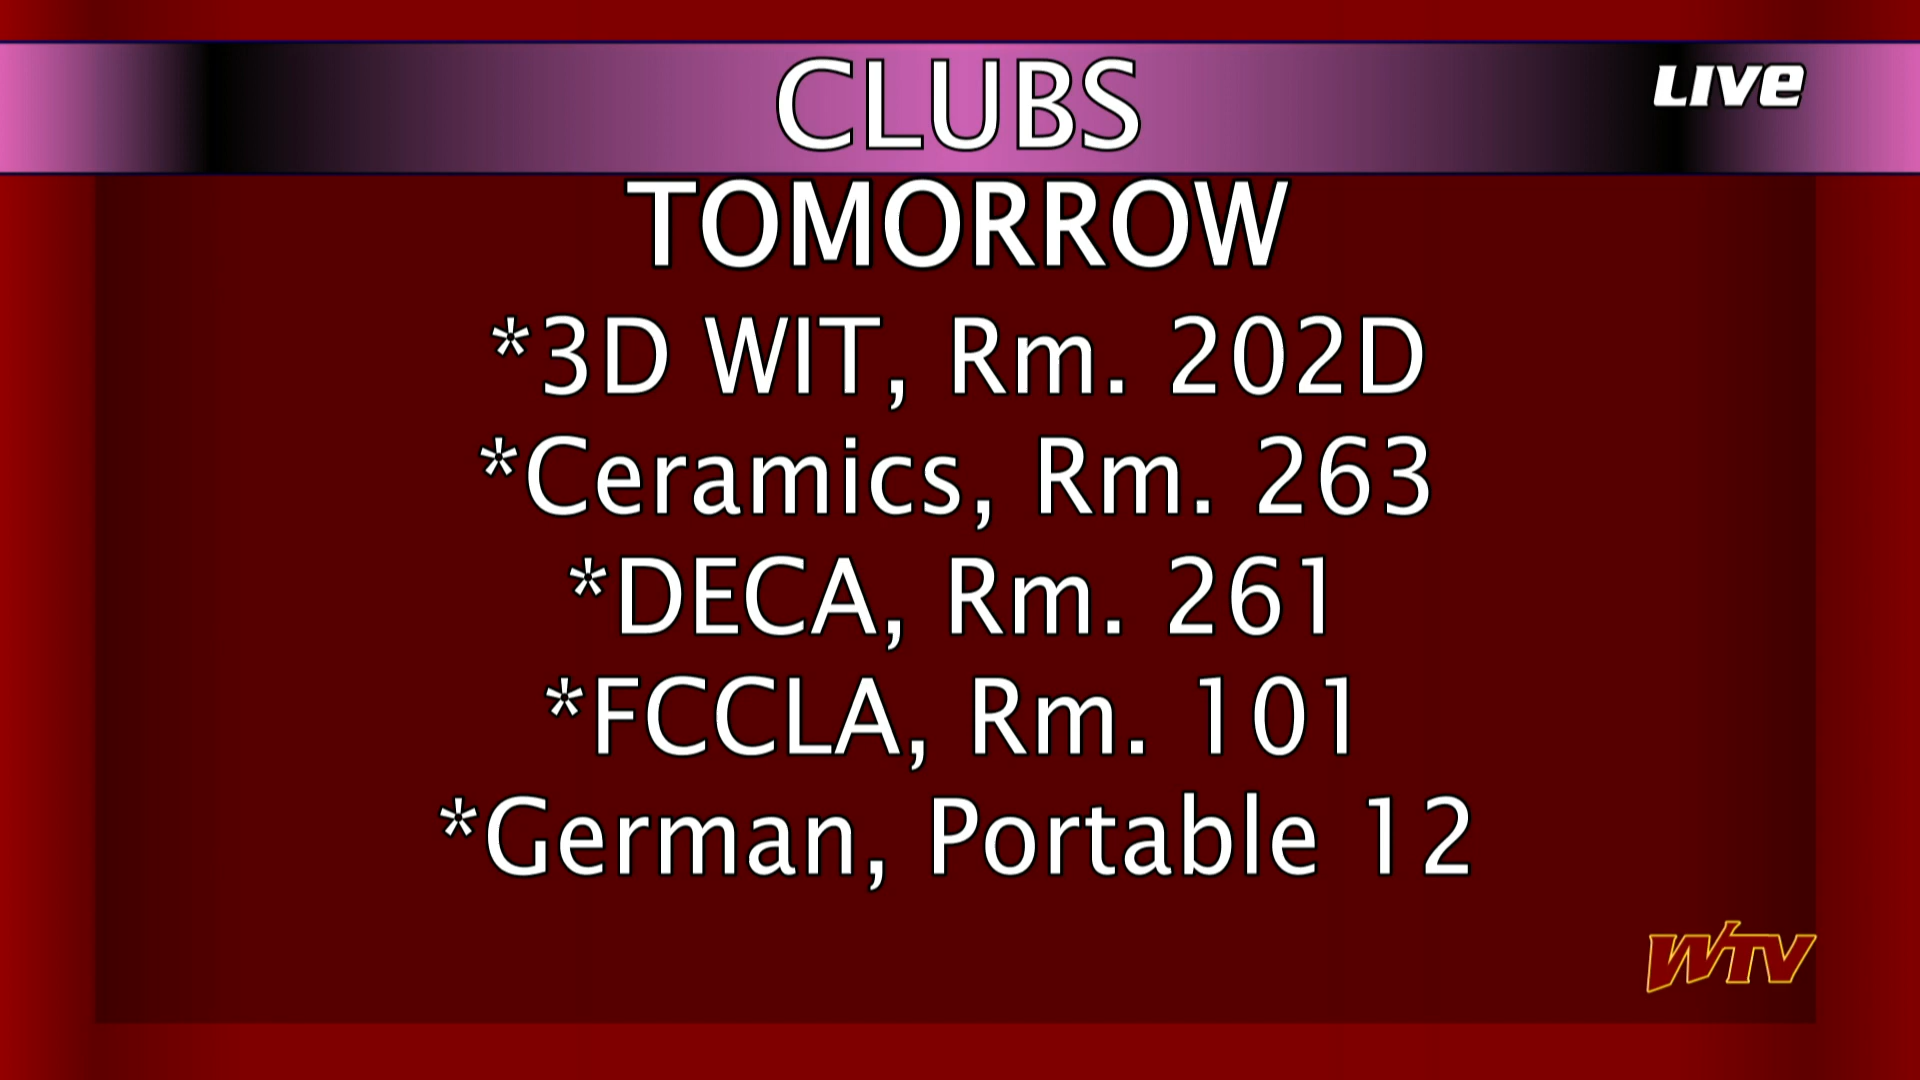 CLUBS
LIVE
TOMORROW
*3D WIT, Rm. 202D
*Ceramics, Rm. 263
*DECA, Rm. 261
*FCCLA, Rm. 101
*German, Portable 12
WTV